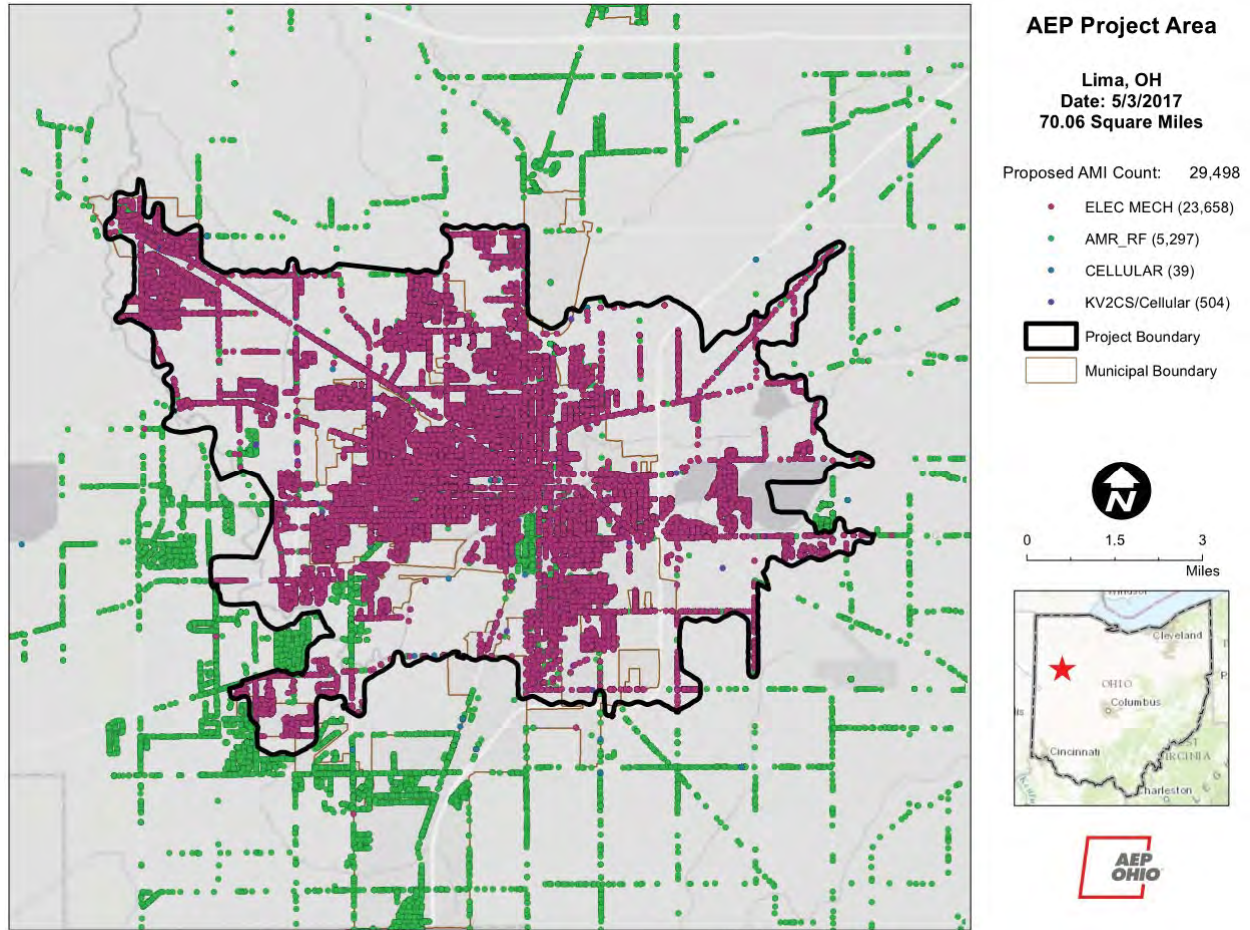 AEP Project Area
Lima, OH
Date: 5/3/2017
70.06 Square Miles
Proposed AMI Count: 29,498
ELEC MECH (23,658)
AMR_RF (5,297)
CELLULAR (39)
KV2CS/Cellular (504)
Project Boundary
Municipal Boundary
N
0 1.5 3
Miles
Cleveland
OHIO
Columbus
Cincinnati
Charleston
AEP
OHIO